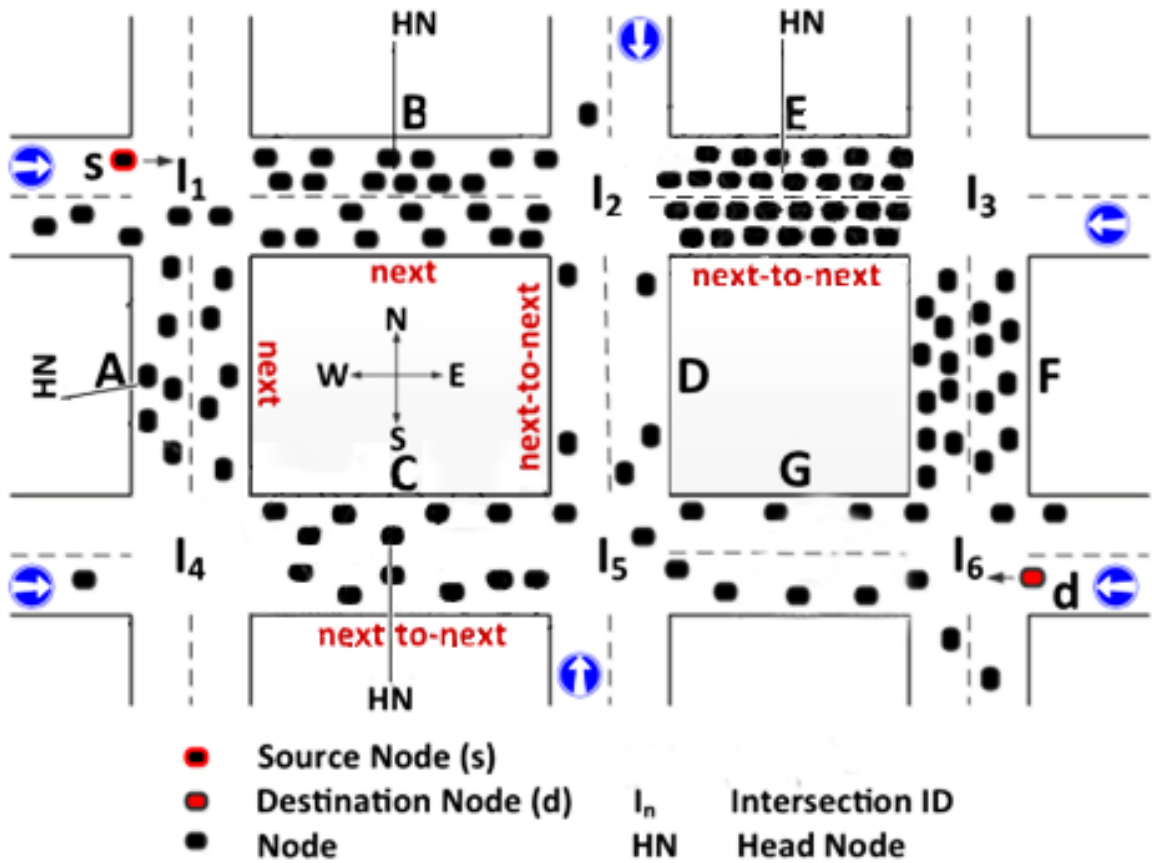 HN HN
B E
S I₁ I₂ I₃
next next-to-next
N
next HN A W E next-to-next D F
S
C G
I₄ I₅ I₆ d
next to-next
HN
Source Node (s)
Destination Node (d) Iₙ Intersection ID
Node HN Head Node